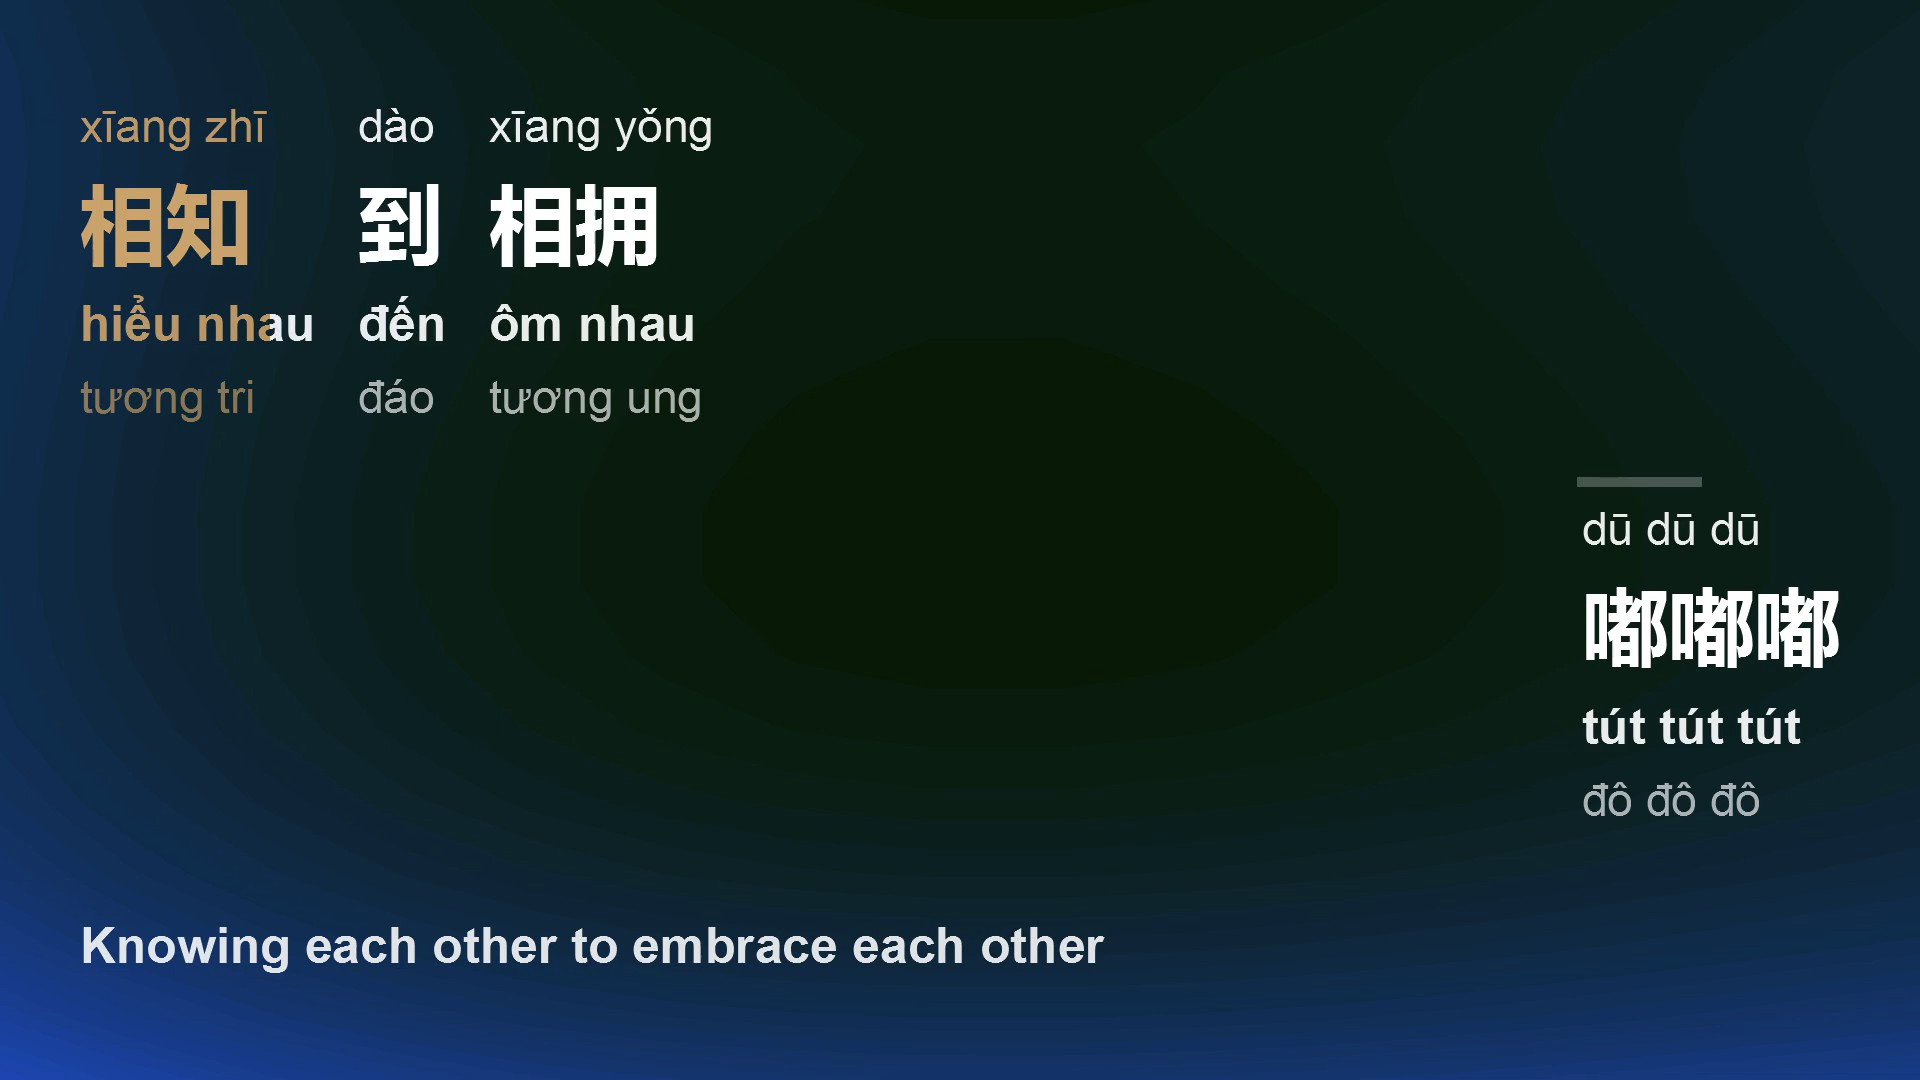 xīang zhī dào xīang yǒng
相知 到 相拥
hiểu nhau đến ôm nhau
tương tri đáo tương ung
dū dū dū
嘟嘟嘟
tút tút tút
đô đô đô
Knowing each other to embrace each other